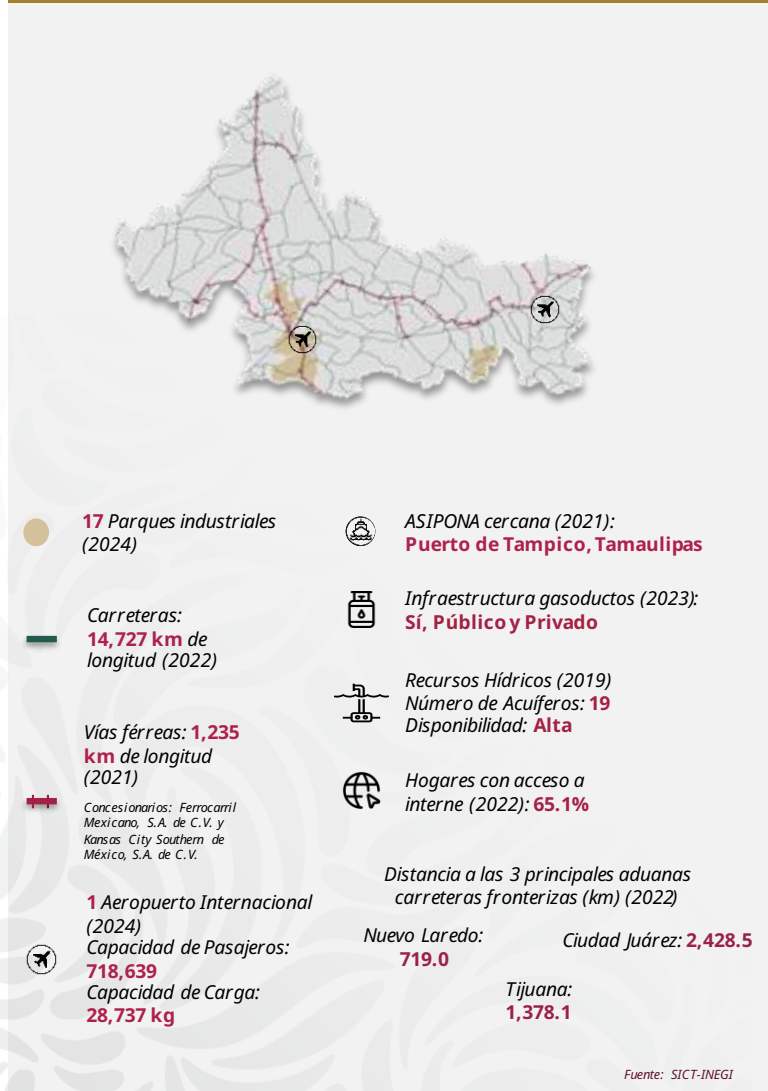 17 Parques industriales
(2024)
Carreteras:
14,727 km de
longitud (2022)
Vías férreas: 1,235
km de longitud
(2021)
Concesionarios: Ferrocarril
Mexicano, S.A. de C.V. y
Kansas City Southern de
México, S.A. de C.V.
1 Aeropuerto Internacional
(2024)
Capacidad de Pasajeros:
718,639
Capacidad de Carga:
28,737 kg
ASIPONA cercana (2021):
Puerto de Tampico, Tamaulipas
Infraestructura gasoductos (2023):
Sí, Público y Privado
Recursos Hídricos (2019)
Número de Acuíferos: 19
Disponibilidad: Alta
Hogares con acceso a
interne (2022): 65.1%
Distancia a las 3 principales aduanas
carreteras fronterizas (km) (2022)
Nuevo Laredo:
719.0
Ciudad Juárez: 2,428.5
Tijuana:
1,378.1
Fuente: SICT-INEGI